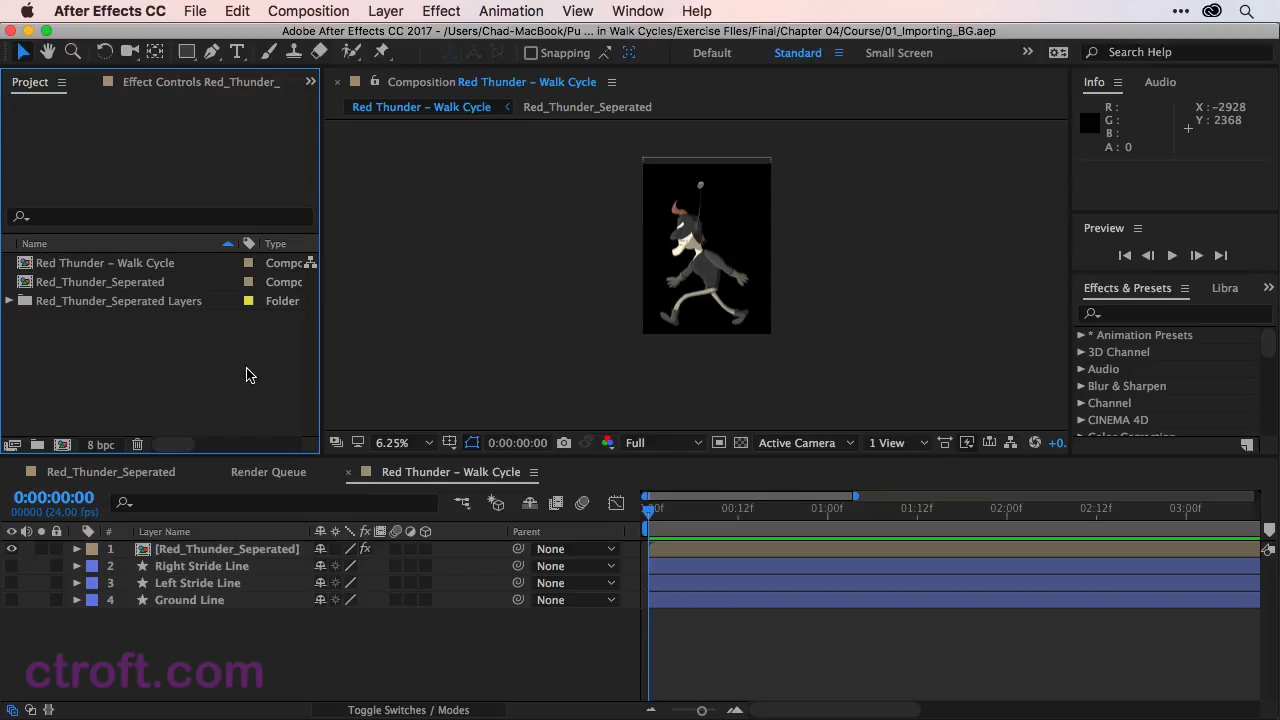 After Effects CC File Edit Composition Layer Effect Animation View Window Help
Adobe After Effects CC 2017 - /Users/Chad-MacBook/Pu ... in Walk Cycles/Exercise FIles/Final/Chapter 04/Course/01_Importing_BG.aep
Snapping Default Standard Small Screen » Search Help
Project Effect Controls Red_Thunder_ »
Composition Red Thunder – Walk Cycle
Info Audio
Red Thunder – Walk Cycle Red_Thunder_Seperated
R : X : -2928
G : Y : 2368
B :
A : 0
Name Type
Red Thunder – Walk Cycle Compc
Red_Thunder_Seperated Compc
Red_Thunder_Seperated Layers Folder
Preview
Effects & Presets Libra »
* Animation Presets
3D Channel
Audio
Blur & Sharpen
Channel
CINEMA 4D
8 bpc
6.25% 0:00:00:00 Full Active Camera 1 View +0.
Red_Thunder_Seperated Render Queue × Red Thunder – Walk Cycle
0:00:00:00
00000 (24.00 fps)
:00f 00:12f 01:00f 01:12f 02:00f 02:12f 03:00f
# Layer Name fx Parent
1 [Red_Thunder_Seperated] fx None
2 Right Stride Line None
3 Left Stride Line None
4 Ground Line None
ctroft.com
Toggle Switches / Modes